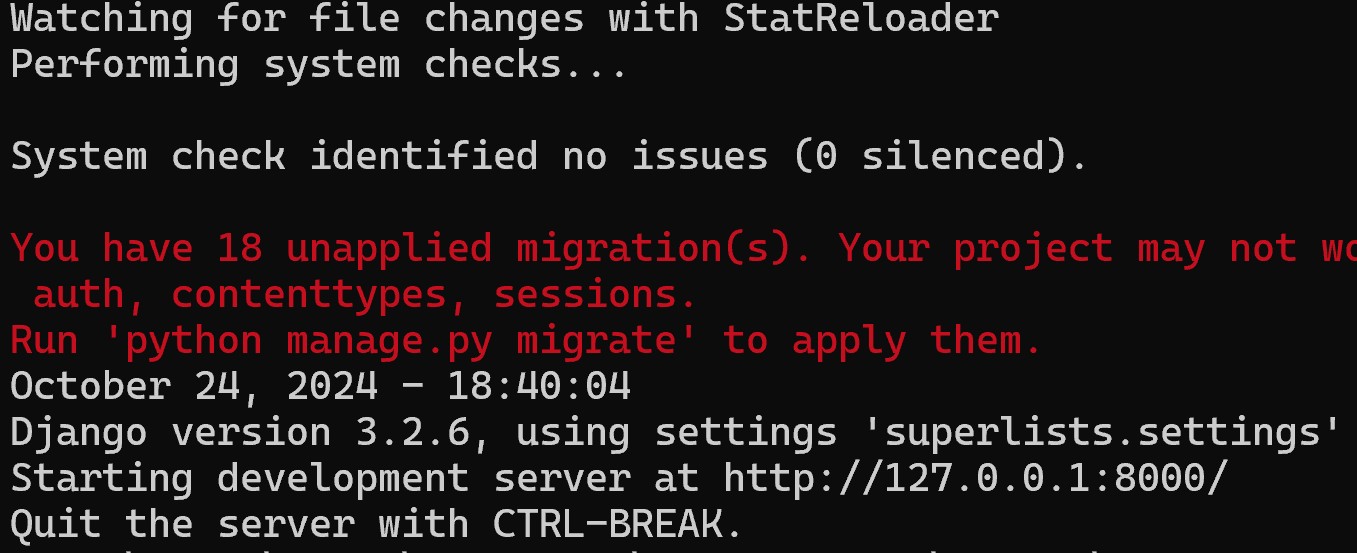 Watching for file changes with StatReloader
Performing system checks...
System check identified no issues (0 silenced).
You have 18 unapplied migration(s). Your project may not
auth, contenttypes, sessions.
Run 'python manage.py migrate' to apply them.
October 24, 2024 - 18:40:04
Django version 3.2.6, using settings 'superlists.settings'
Starting development server at http://127.0.0.1:8000/
Quit the server with CTRL-BREAK.